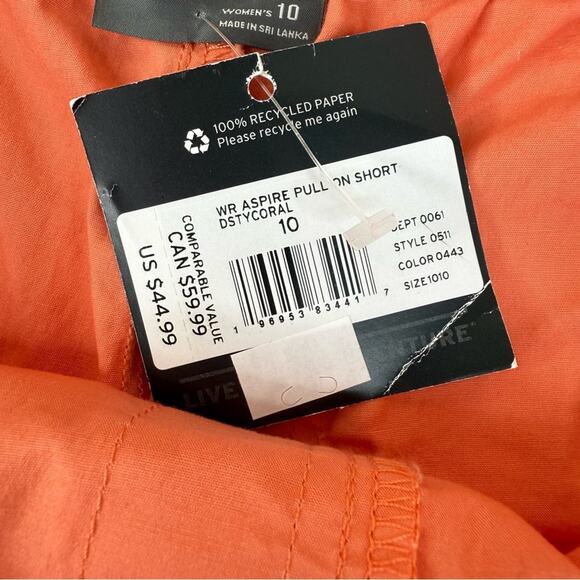 WOMEN'S 10
MADE IN SRI LANKA
100% RECYCLED PAPER
Please recycle me again
WR ASPIRE PULL ON SHORT
DSTYCORAL
10
DEPT 0061
STYLE 0511
COLOR 0443
SIZE 1010
1 96953 83441 7
COMPARABLE VALUE
CAN $59.99
US $44.99
LIVE